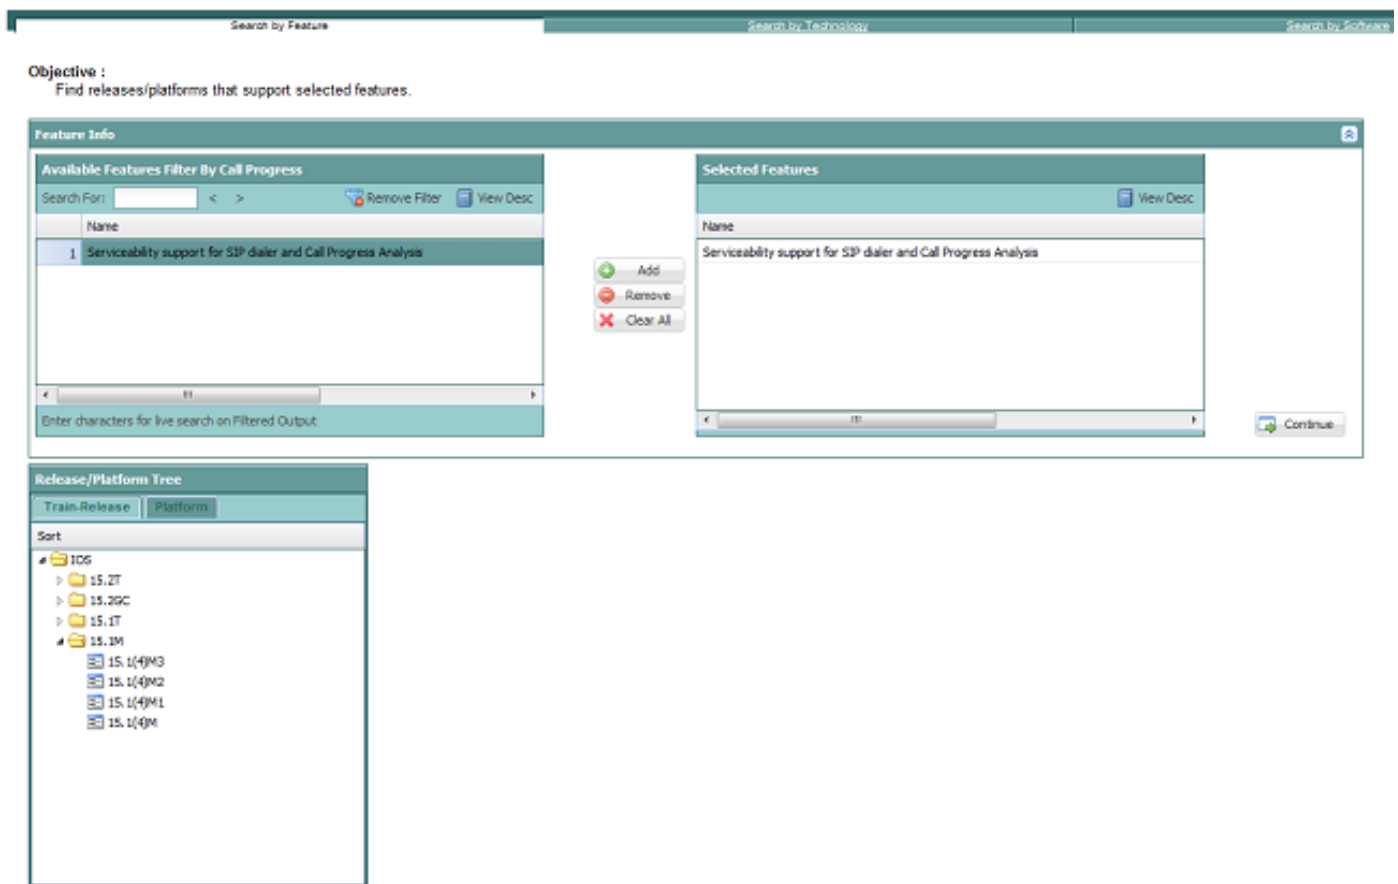 Search by Feature
Search by Technology
Search by Software
Objective :
Find releases/platforms that support selected features.
Feature Info
Available Features Filter By Call Progress
Search For:
<
>
Remove Filter
View Desc
Name
1 Serviceability support for SIP dialer and Call Progress Analysis
Enter characters for live search on Filtered Output
Add
Remove
Clear All
Selected Features
View Desc
Name
Serviceability support for SIP dialer and Call Progress Analysis
Continue
Release/Platform Tree
Train-Release
Platform
Sort
IOS
15.2T
15.2GC
15.1T
15.1M
15.1(4)M3
15.1(4)M2
15.1(4)M1
15.1(4)M